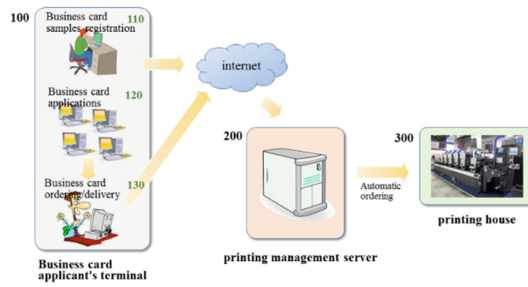 100
Business card 110
samples registration
Business card
applications 120
Business card 130
ordering/delivery
Business card
applicant's terminal
internet
200
printing management server
Automatic
ordering
300
printing house